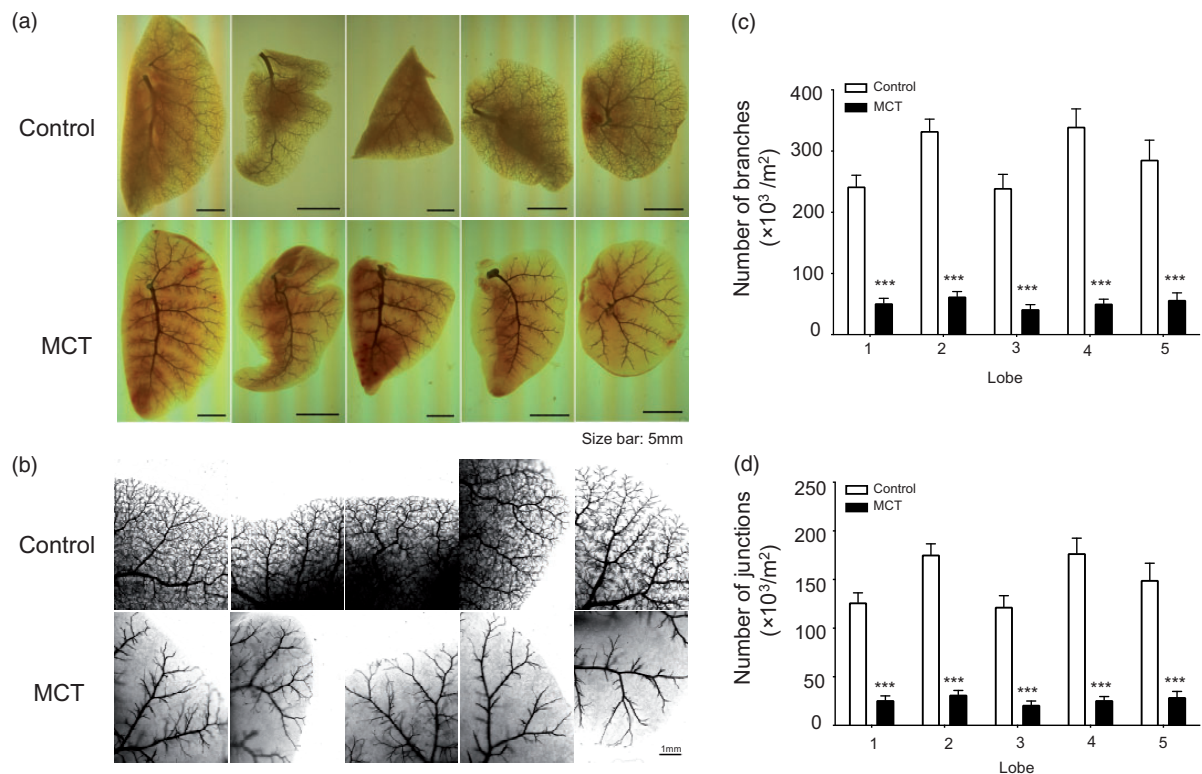 (a)
Control
MCT
Size bar: 5mm
(b)
Control
MCT
1mm
(c)
Number of branches
(×10³ /m²)
Control
MCT
400
300
200
100
0
***
***
***
***
***
1
2
3
4
5
Lobe
(d)
Number of junctions
(×10³/m²)
Control
MCT
250
200
150
100
50
0
***
***
***
***
***
1
2
3
4
5
Lobe